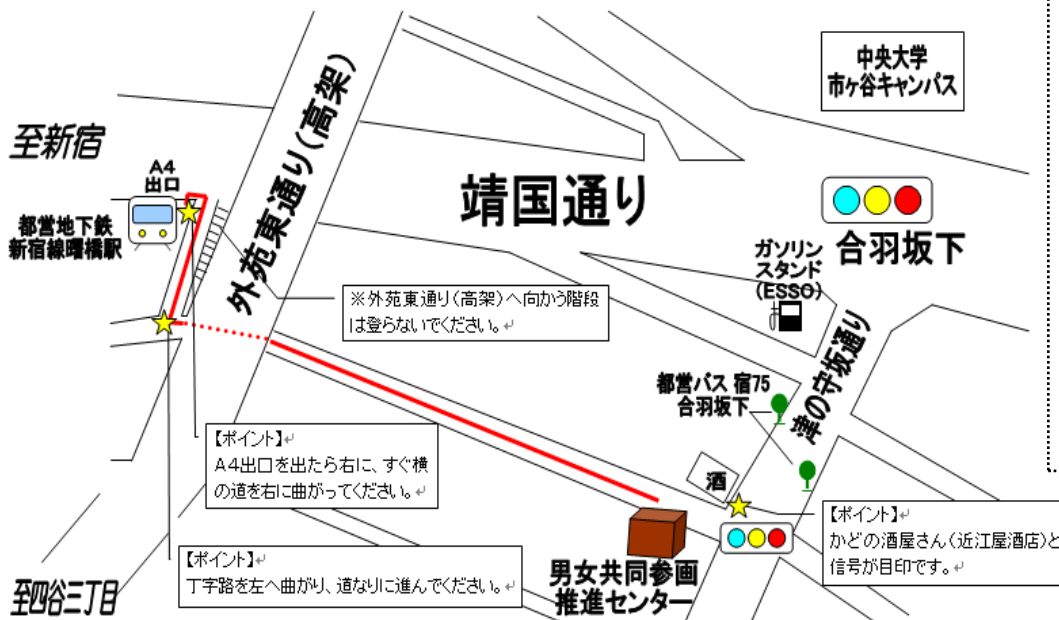 中央大学
市ヶ谷キャンパス
至新宿
A4
出口
都営地下鉄
新宿線曙橋駅
外苑東通り(高架)
靖国通り
合羽坂下
ガソリン
スタンド
(ESSO)
※外苑東通り(高架)へ向かう階段
は登らないでください。↵
津の守坂通り
都営バス 宿75
合羽坂下
【ポイント】↵
A4出口を出たら右に、すぐ横
の道を右に曲がってください。↵
酒
【ポイント】↵
かどの酒屋さん(近江屋酒店)と
信号が目印です。↵
【ポイント】↵
丁字路を左へ曲がり、道なりに進んでください。↵
男女共同参画
推進センター
至四谷三丁目